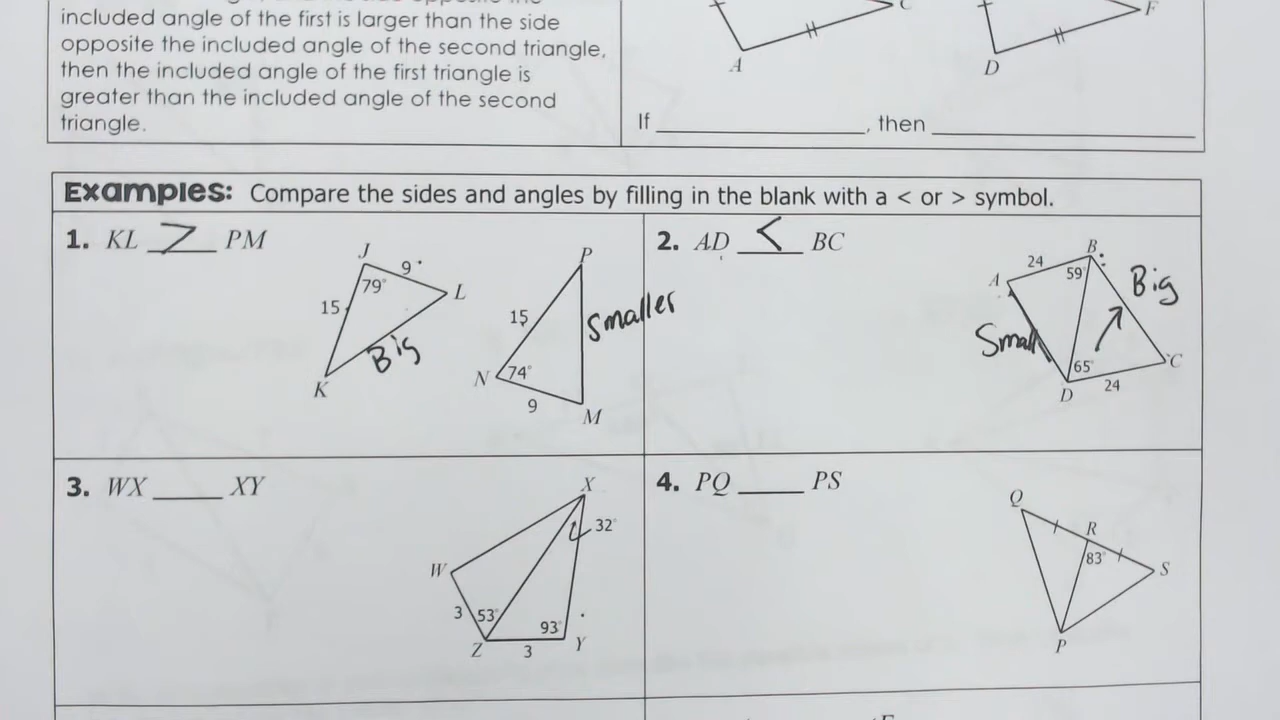 included angle of the first is larger than the side
opposite the included angle of the second triangle,
then the included angle of the first triangle is
greater than the included angle of the second
triangle.
A
C
D
F
If ____________, then ____________
Examples: Compare the sides and angles by filling in the blank with a < or > symbol.
1. KL > PM
J
9
79°
L
15
Big
K
P
15
Smaller
N
74°
9
M
2. AD < BC
B
24
59°
A
Big
Small
65°
C
D
24
3. WX ____ XY
X
32°
W
3
53°
93°
Z
3
Y
4. PQ ____ PS
Q
R
83°
S
P